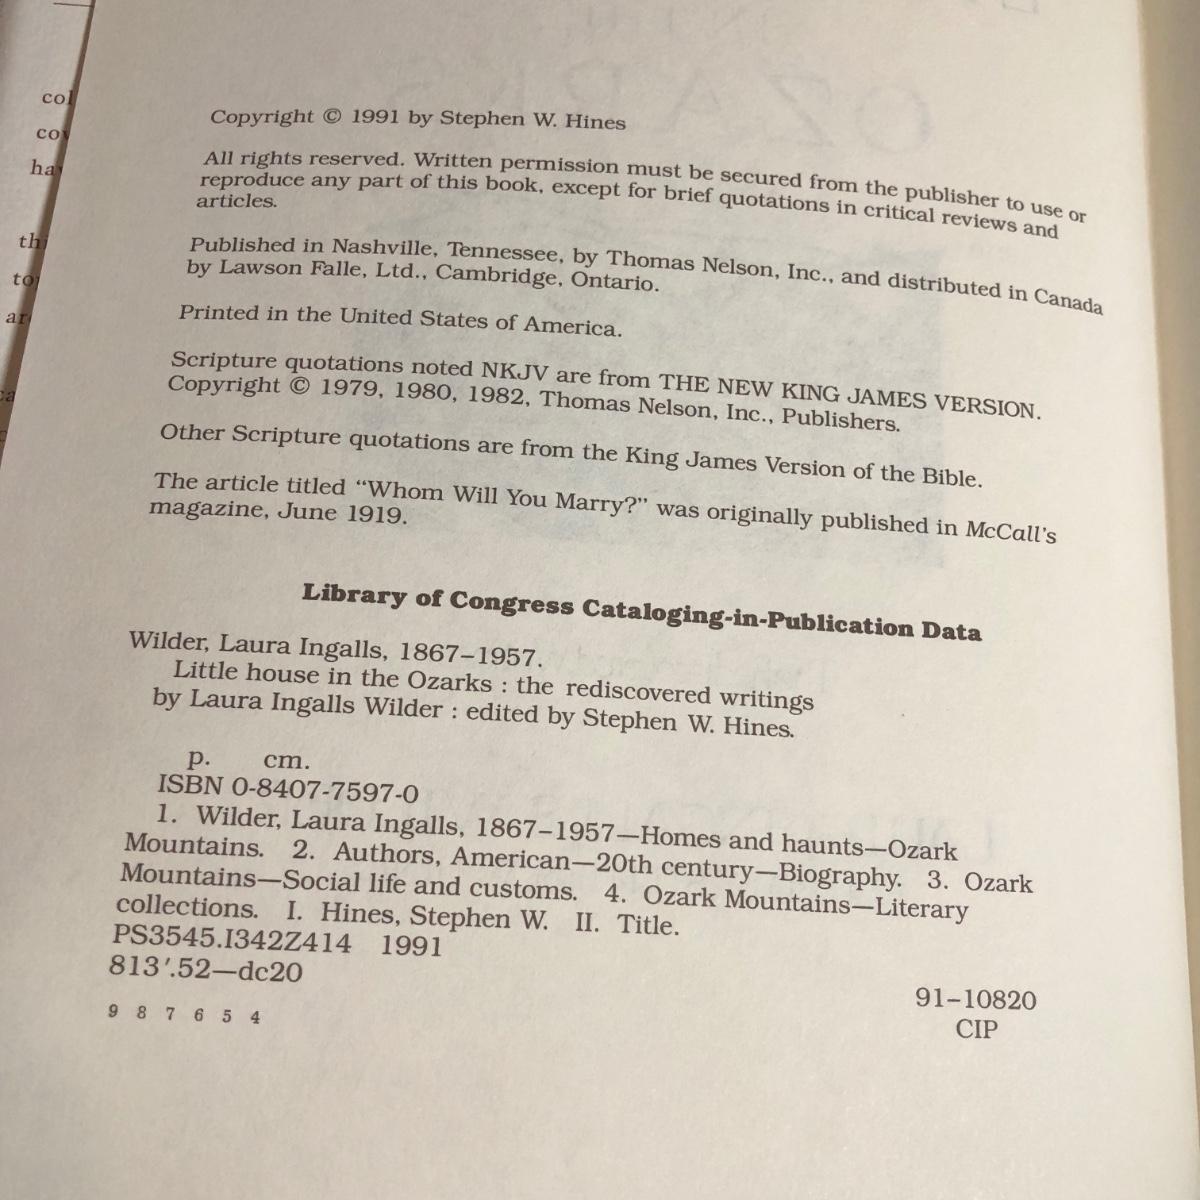 Copyright © 1991 by Stephen W. Hines
All rights reserved. Written permission must be secured from the publisher to use or
reproduce any part of this book, except for brief quotations in critical reviews and
articles.
Published in Nashville, Tennessee, by Thomas Nelson, Inc., and distributed in Canada
by Lawson Falle, Ltd., Cambridge, Ontario.
Printed in the United States of America.
Scripture quotations noted NKJV are from THE NEW KING JAMES VERSION.
Copyright © 1979, 1980, 1982, Thomas Nelson, Inc., Publishers.
Other Scripture quotations are from the King James Version of the Bible.
The article titled “Whom Will You Marry?” was originally published in McCall’s
magazine, June 1919.
Library of Congress Cataloging-in-Publication Data
Wilder, Laura Ingalls, 1867–1957.
Little house in the Ozarks : the rediscovered writings
by Laura Ingalls Wilder : edited by Stephen W. Hines.
p. cm.
ISBN 0-8407-7597-0
1. Wilder, Laura Ingalls, 1867–1957—Homes and haunts—Ozark
Mountains. 2. Authors, American—20th century—Biography. 3. Ozark
Mountains—Social life and customs. 4. Ozark Mountains—Literary
collections. I. Hines, Stephen W. II. Title.
PS3545.I342Z414 1991
813′.52—dc20
91–10820
CIP
9 8 7 6 5 4